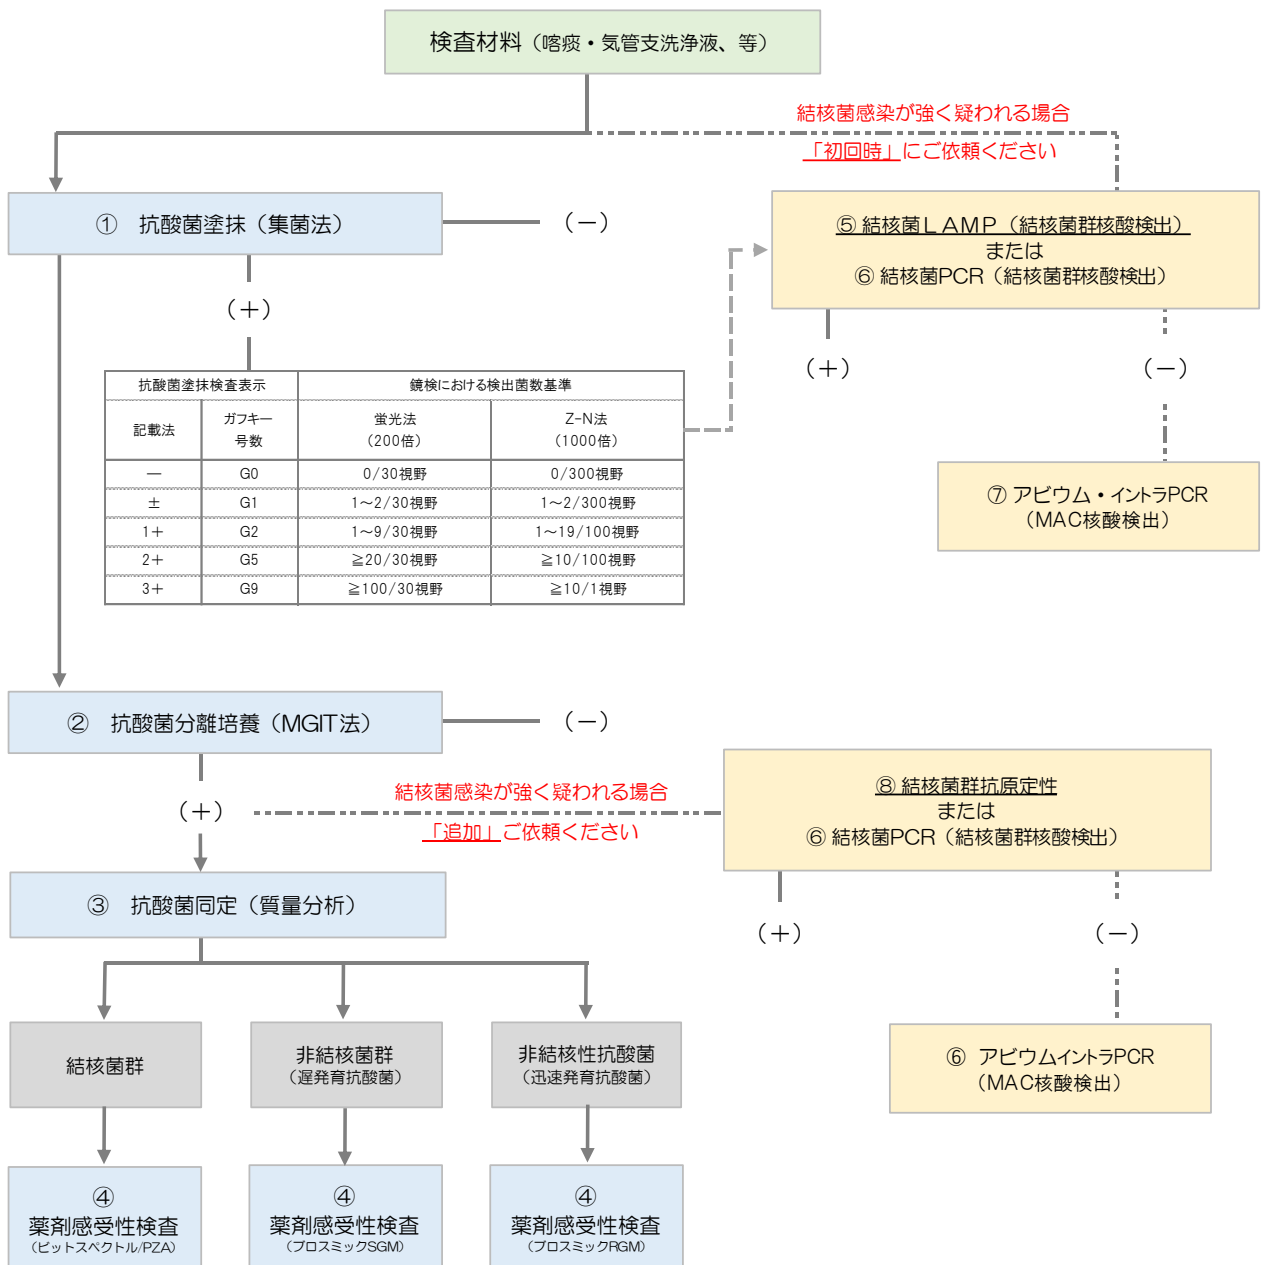 検査材料（喀痰・気管支洗浄液、等）
結核菌感染が強く疑われる場合
「初回時」にご依頼ください
① 抗酸菌塗抹（集菌法）
（－）
⑤ 結核菌ＬＡＭＰ（結核菌群核酸検出）
または
⑥ 結核菌PCR（結核菌群核酸検出）
（＋）
（＋）
（－）
抗酸菌塗抹検査表示 鏡検における検出菌数基準
記載法 ガフキー号数 蛍光法（200倍） Z-N法（1000倍）
― G0 0/30視野 0/300視野
± G1 1～2/30視野 1～2/300視野
1＋ G2 1～9/30視野 1～19/100視野
2＋ G5 ≧20/30視野 ≧10/100視野
3＋ G9 ≧100/30視野 ≧10/1視野
⑦ アビウム・イントラPCR
（MAC核酸検出）
② 抗酸菌分離培養（MGIT法）
（－）
（＋）
結核菌感染が強く疑われる場合
「追加」ご依頼ください
⑧ 結核菌群抗原定性
または
⑥ 結核菌PCR（結核菌群核酸検出）
（＋）
（－）
③ 抗酸菌同定（質量分析）
⑥ アビウムイントラPCR
（MAC核酸検出）
結核菌群
非結核菌群
（遅発育抗酸菌）
非結核性抗酸菌
（迅速発育抗酸菌）
④
薬剤感受性検査
（ビットスペクトル/PZA）
④
薬剤感受性検査
（ブロスミックSGM）
④
薬剤感受性検査
（ブロスミックRGM）